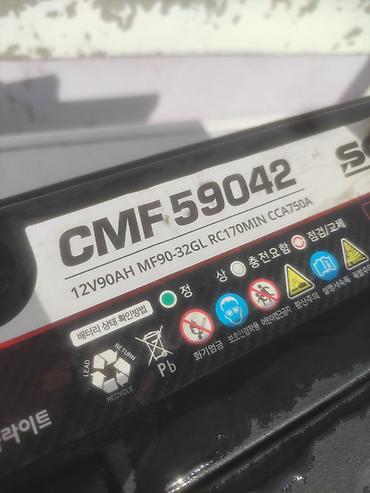 CMF 59042
12V90AH MF90-32GL RC170MIN CCA750A
배터리 상태 확인방법 정 상 충전요함 점검/교체
화기엄금 보호안경착용 어린이접근금지 황산주의 설명서숙독
LEAD RETURN RECYCLE
Pb
라이트